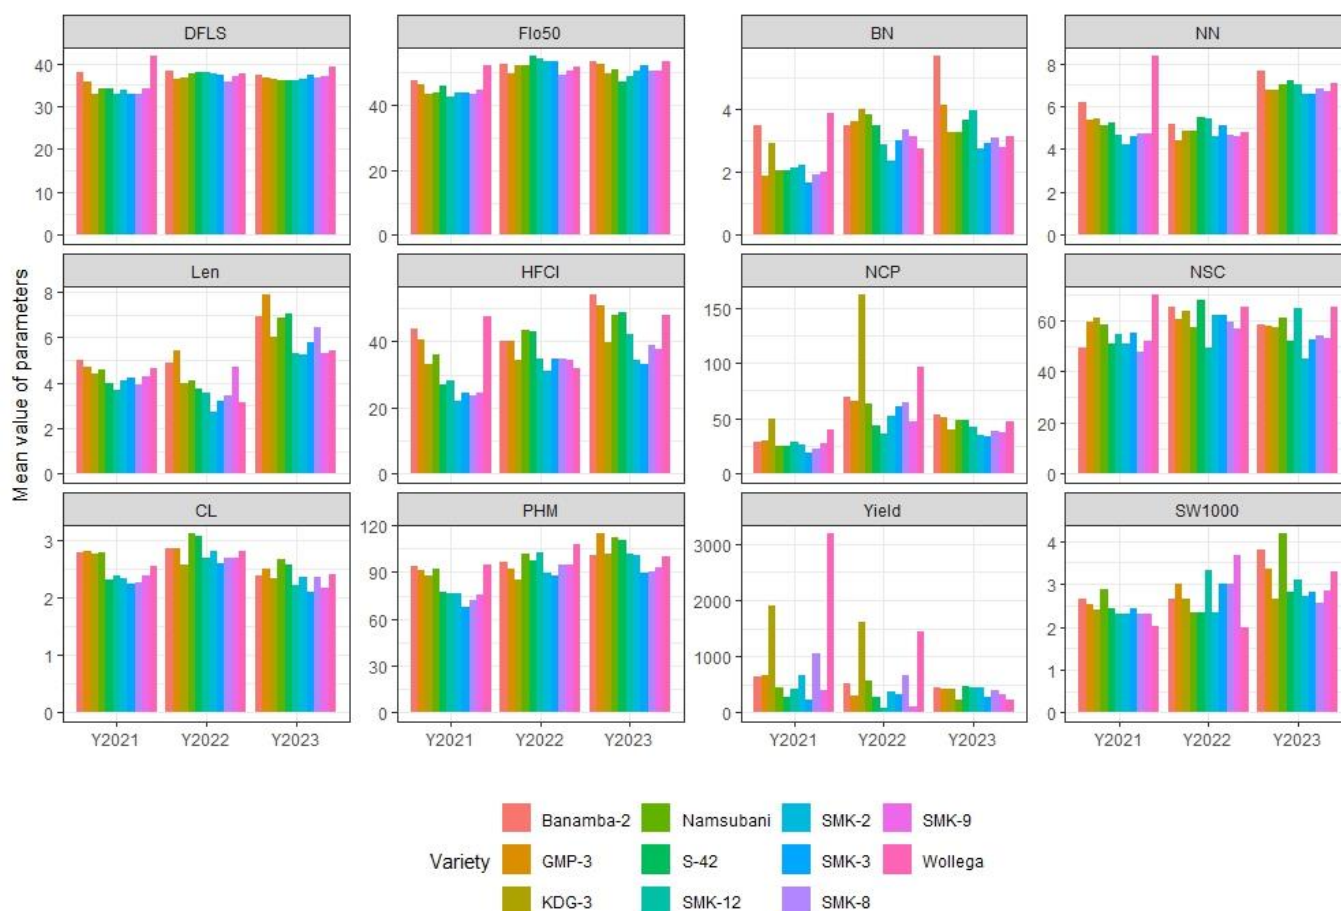 DFLS Flo50 BN NN
40 30 20 10 0
40 20 0
4 2 0
8 6 4 2 0
Mean value of parameters
Len HFCI NCP NSC
8 6 4 2 0
40 20 0
150 100 50 0
60 40 20 0
CL PHM Yield SW1000
3 2 1 0
120 90 60 30 0
3000 2000 1000 0
4 3 2 1 0
Y2021 Y2022 Y2023 Y2021 Y2022 Y2023 Y2021 Y2022 Y2023 Y2021 Y2022 Y2023
Banamba-2 Namsubani SMK-2 SMK-9
Variety GMP-3 S-42 SMK-3 Wollega
KDG-3 SMK-12 SMK-8